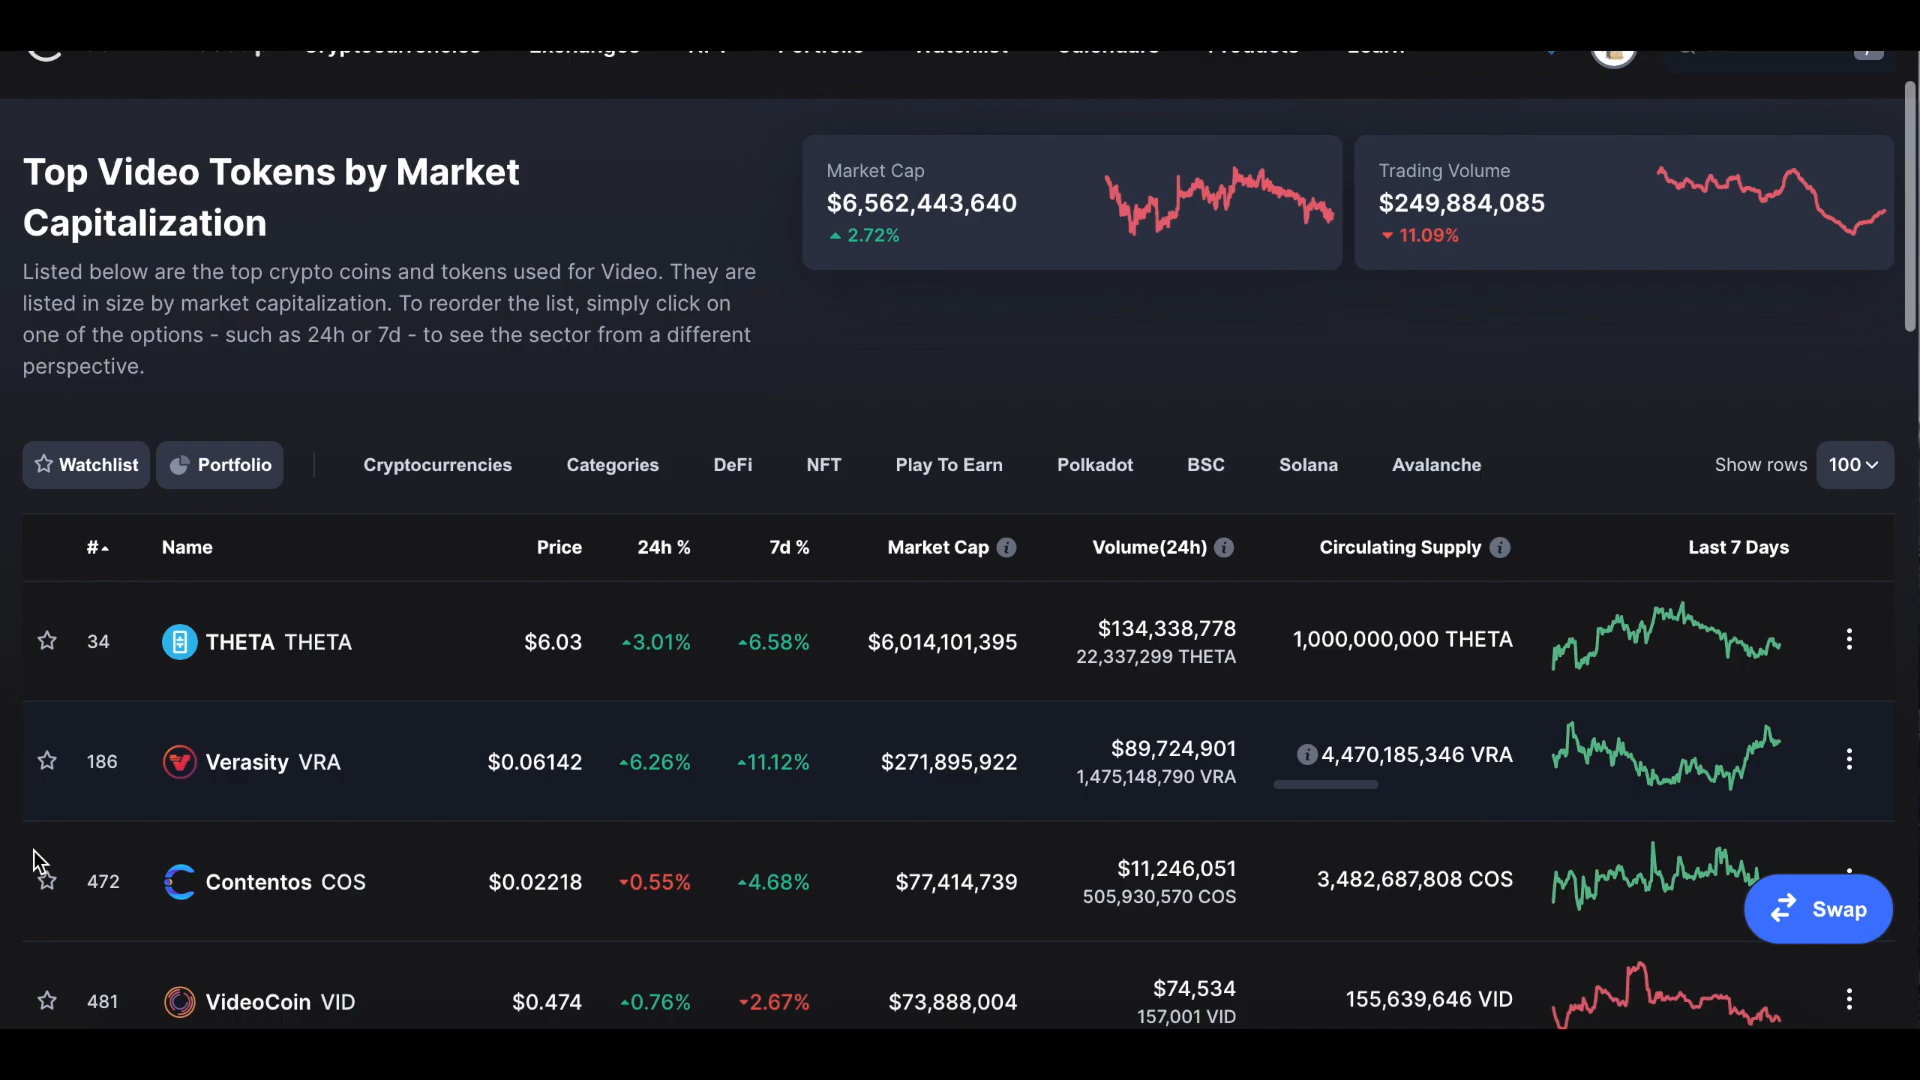 Top Video Tokens by Market
Capitalization
Listed below are the top crypto coins and tokens used for Video. They are
listed in size by market capitalization. To reorder the list, simply click on
one of the options - such as 24h or 7d - to see the sector from a different
perspective.
Market Cap
$6,562,443,640
2.72%
Trading Volume
$249,884,085
11.09%
Watchlist Portfolio Cryptocurrencies Categories DeFi NFT Play To Earn Polkadot BSC Solana Avalanche Show rows 100
# Name Price 24h % 7d % Market Cap Volume(24h) Circulating Supply Last 7 Days
34 THETA THETA $6.03 3.01% 6.58% $6,014,101,395 $134,338,778 1,000,000,000 THETA
22,337,299 THETA
186 Verasity VRA $0.06142 6.26% 11.12% $271,895,922 $89,724,901 4,470,185,346 VRA
1,475,148,790 VRA
472 Contentos COS $0.02218 0.55% 4.68% $77,414,739 $11,246,051 3,482,687,808 COS
505,930,570 COS
Swap
481 VideoCoin VID $0.474 0.76% 2.67% $73,888,004 $74,534 155,639,646 VID
157,001 VID